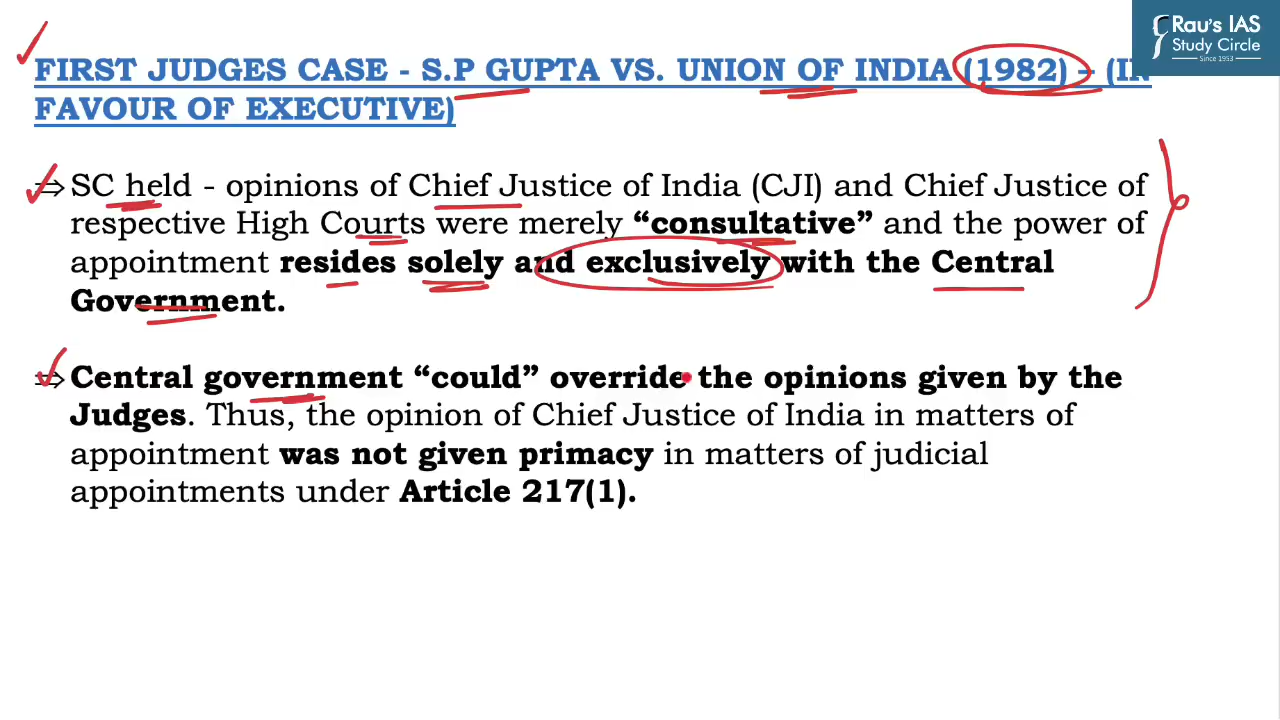 Rau's IAS
Study Circle
Since 1953
FIRST JUDGES CASE - S.P GUPTA VS. UNION OF INDIA (1982) – (IN
FAVOUR OF EXECUTIVE)
⇒ SC held - opinions of Chief Justice of India (CJI) and Chief Justice of
respective High Courts were merely “consultative” and the power of
appointment resides solely and exclusively with the Central
Government.
⇒ Central government “could” override the opinions given by the
Judges. Thus, the opinion of Chief Justice of India in matters of
appointment was not given primacy in matters of judicial
appointments under Article 217(1).